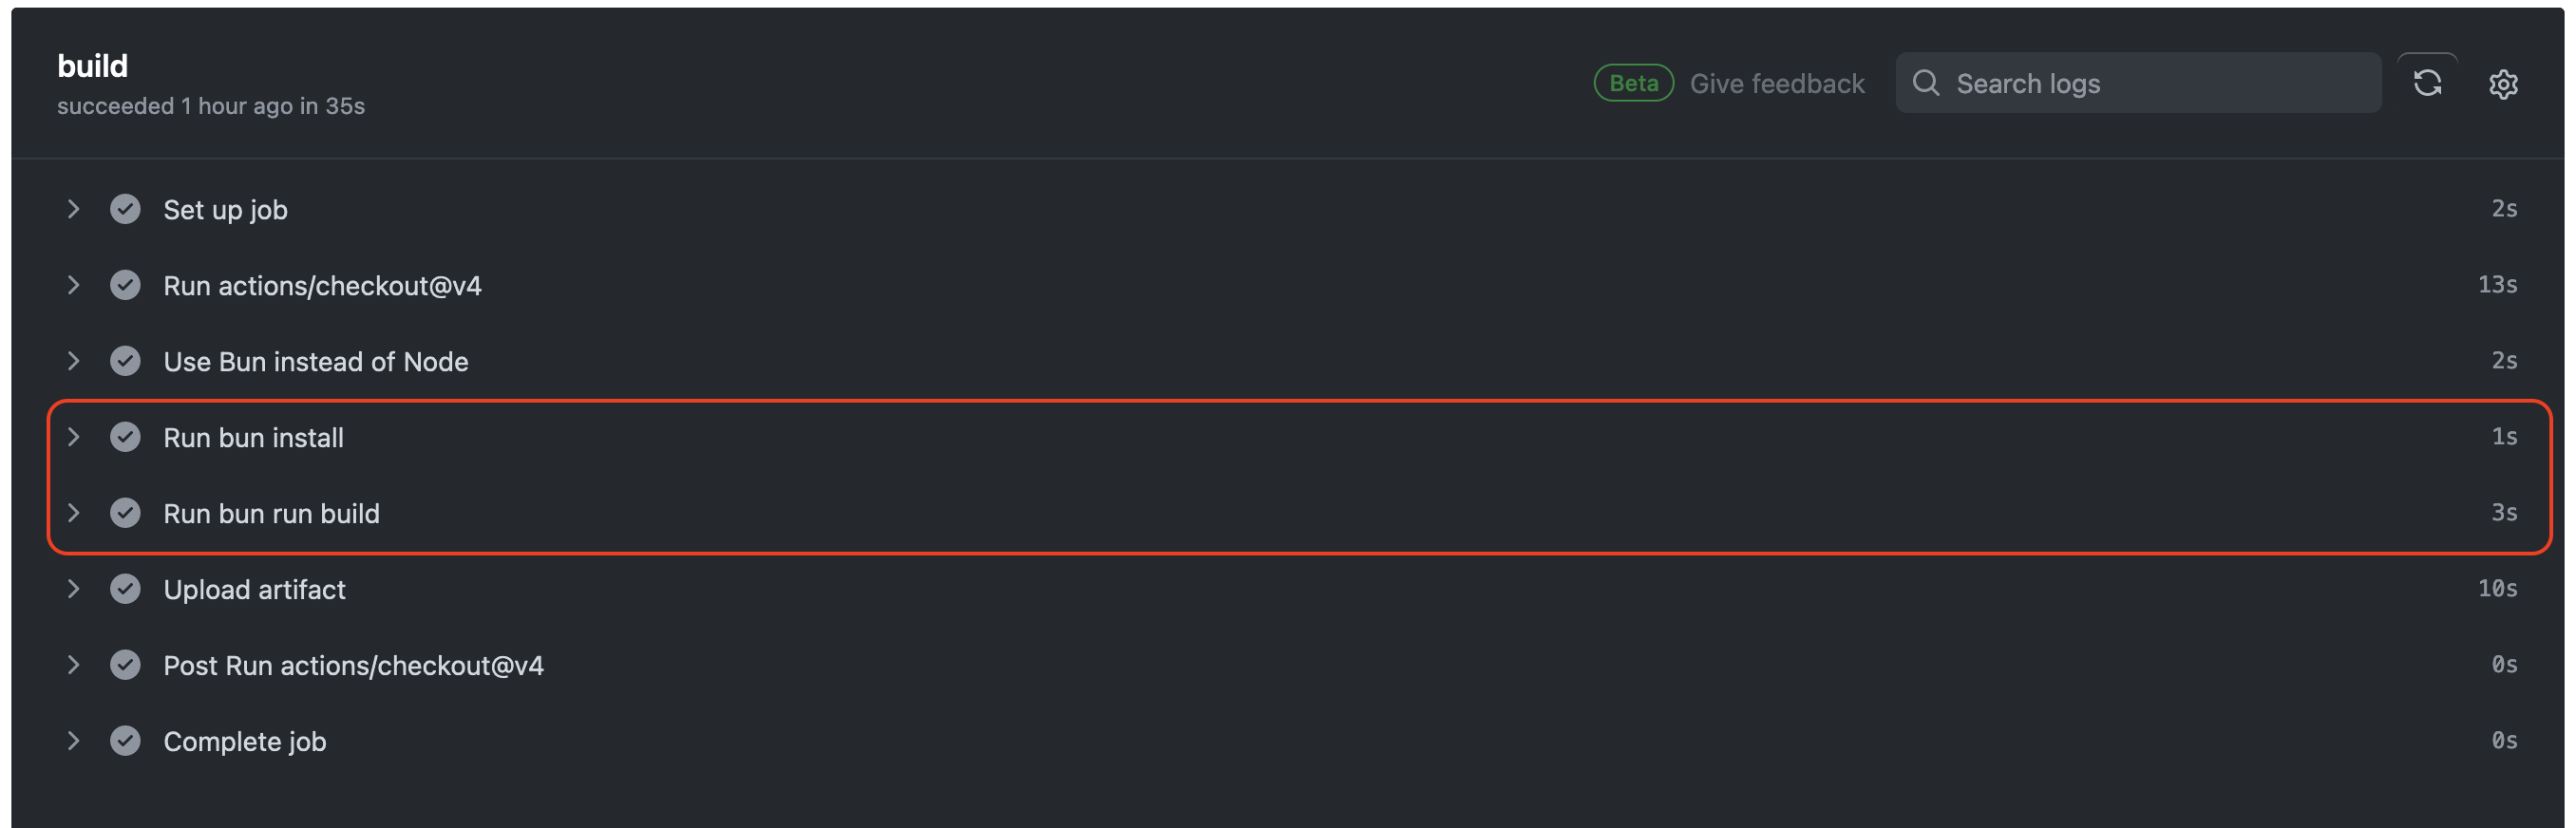 build
succeeded 1 hour ago in 35s
Beta Give feedback Search logs
Set up job 2s
Run actions/checkout@v4 13s
Use Bun instead of Node 2s
Run bun install 1s
Run bun run build 3s
Upload artifact 10s
Post Run actions/checkout@v4 0s
Complete job 0s